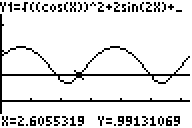 Y1=√((cos(X))^2+2sin(2X)+…
X=2.6055319 Y=.99131069